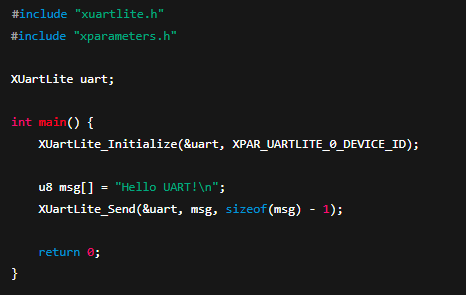 #include "xuartlite.h"
#include "xparameters.h"
XUartLite uart;
int main() {
XUartLite_Initialize(&uart, XPAR_UARTLITE_0_DEVICE_ID);
u8 msg[] = "Hello UART!\n";
XUartLite_Send(&uart, msg, sizeof(msg) - 1);
return 0;
}